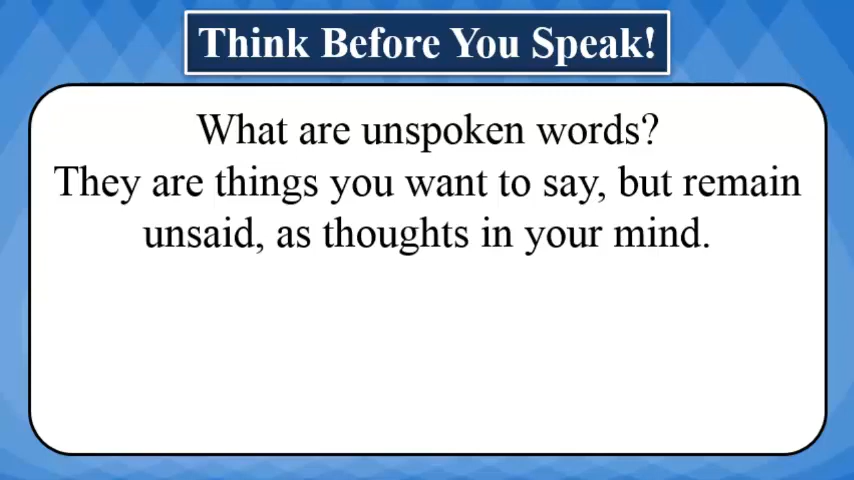 Think Before You Speak!
What are unspoken words?
They are things you want to say, but remain
unsaid, as thoughts in your mind.